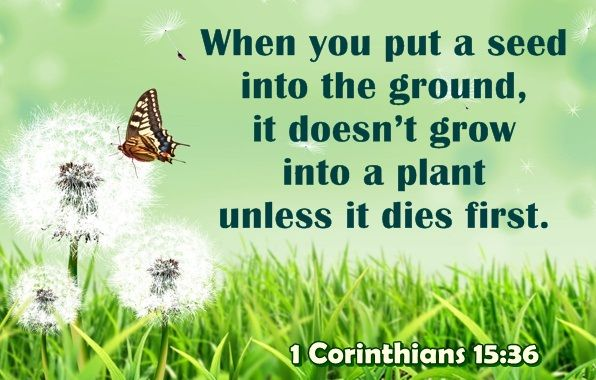 When you put a seed
into the ground,
it doesn't grow
into a plant
unless it dies first.
1 Corinthians 15:36